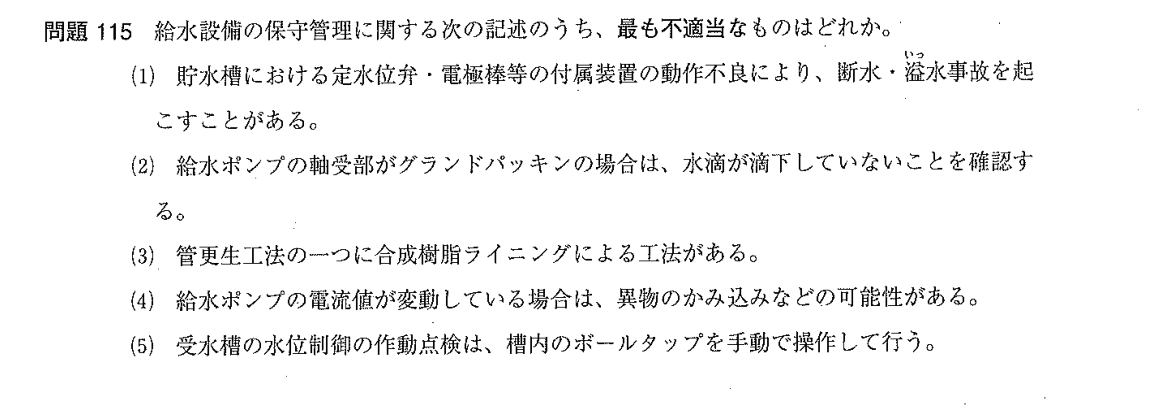 問題 115 給水設備の保守管理に関する次の記述のうち、最も不適当なものはどれか。
(1) 貯水槽における定水位弁・電極棒等の付属装置の動作不良により、断水・溢水事故を起
いっ
こすことがある。
(2) 給水ポンプの軸受部がグランドパッキンの場合は、水滴が滴下していないことを確認す
る。
(3) 管更生工法の一つに合成樹脂ライニングによる工法がある。
(4) 給水ポンプの電流値が変動している場合は、異物のかみ込みなどの可能性がある。
(5) 受水槽の水位制御の作動点検は、槽内のボールタップを手動で操作して行う。